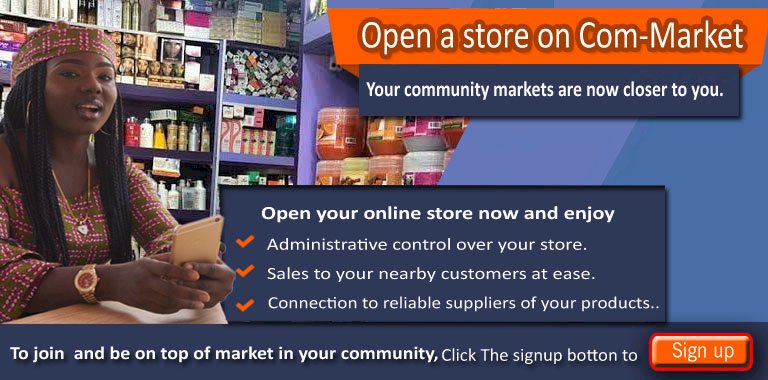 Open a store on Com-Market
Your community markets are now closer to you.
Open your online store now and enjoy
Administrative control over your store.
Sales to your nearby customers at ease.
Connection to reliable suppliers of your products..
To join and be on top of market in your community, Click The signup botton to
Sign up